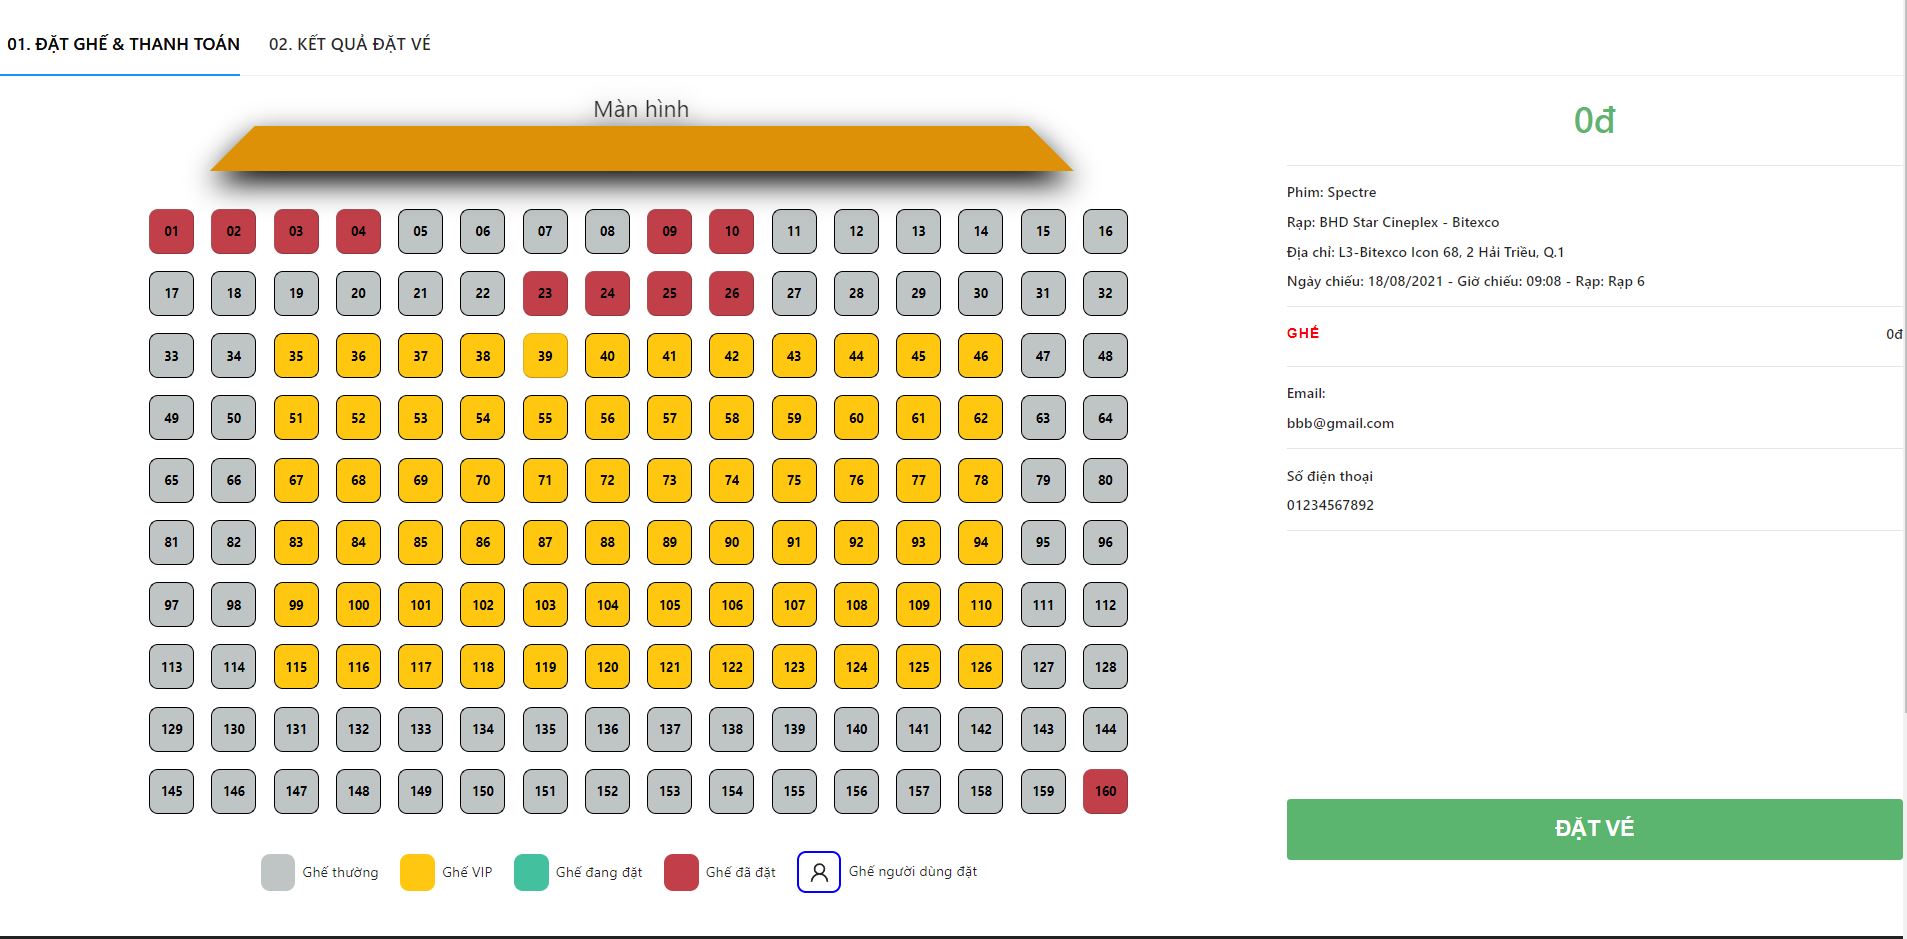 01. ĐẶT GHẾ & THANH TOÁN 02. KẾT QUẢ ĐẶT VÉ
Màn hình
01 02 03 04 05 06 07 08 09 10 11 12 13 14 15 16
17 18 19 20 21 22 23 24 25 26 27 28 29 30 31 32
33 34 35 36 37 38 39 40 41 42 43 44 45 46 47 48
49 50 51 52 53 54 55 56 57 58 59 60 61 62 63 64
65 66 67 68 69 70 71 72 73 74 75 76 77 78 79 80
81 82 83 84 85 86 87 88 89 90 91 92 93 94 95 96
97 98 99 100 101 102 103 104 105 106 107 108 109 110 111 112
113 114 115 116 117 118 119 120 121 122 123 124 125 126 127 128
129 130 131 132 133 134 135 136 137 138 139 140 141 142 143 144
145 146 147 148 149 150 151 152 153 154 155 156 157 158 159 160
Ghế thường Ghế VIP Ghế đang đặt Ghế đã đặt Ghế người dùng đặt
0đ
Phim: Spectre
Rạp: BHD Star Cineplex - Bitexco
Địa chỉ: L3-Bitexco Icon 68, 2 Hải Triều, Q.1
Ngày chiếu: 18/08/2021 - Giờ chiếu: 09:08 - Rạp: Rạp 6
GHẾ 0đ
Email:
bbb@gmail.com
Số điện thoại
01234567892
ĐẶT VÉ